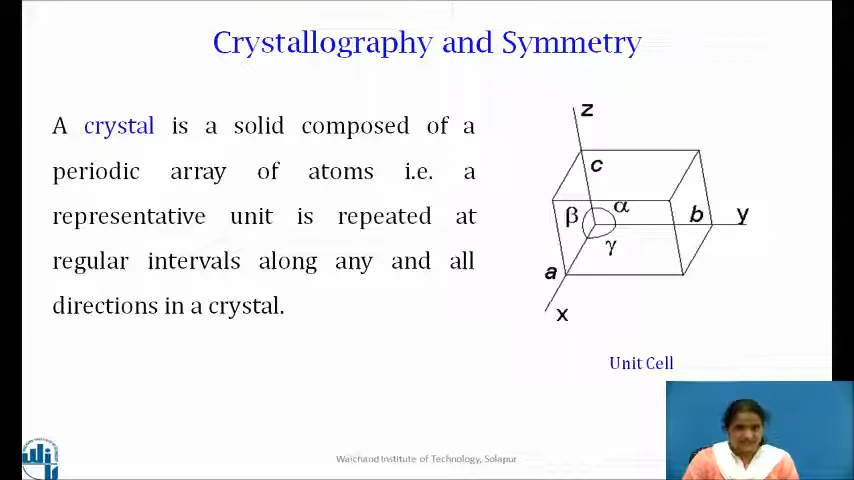 Crystallography and Symmetry
A crystal is a solid composed of a
periodic array of atoms i.e. a
representative unit is repeated at
regular intervals along any and all
directions in a crystal.
z
c
β α b y
γ
a
x
Unit Cell
Walchand Institute of Technology, Solapur